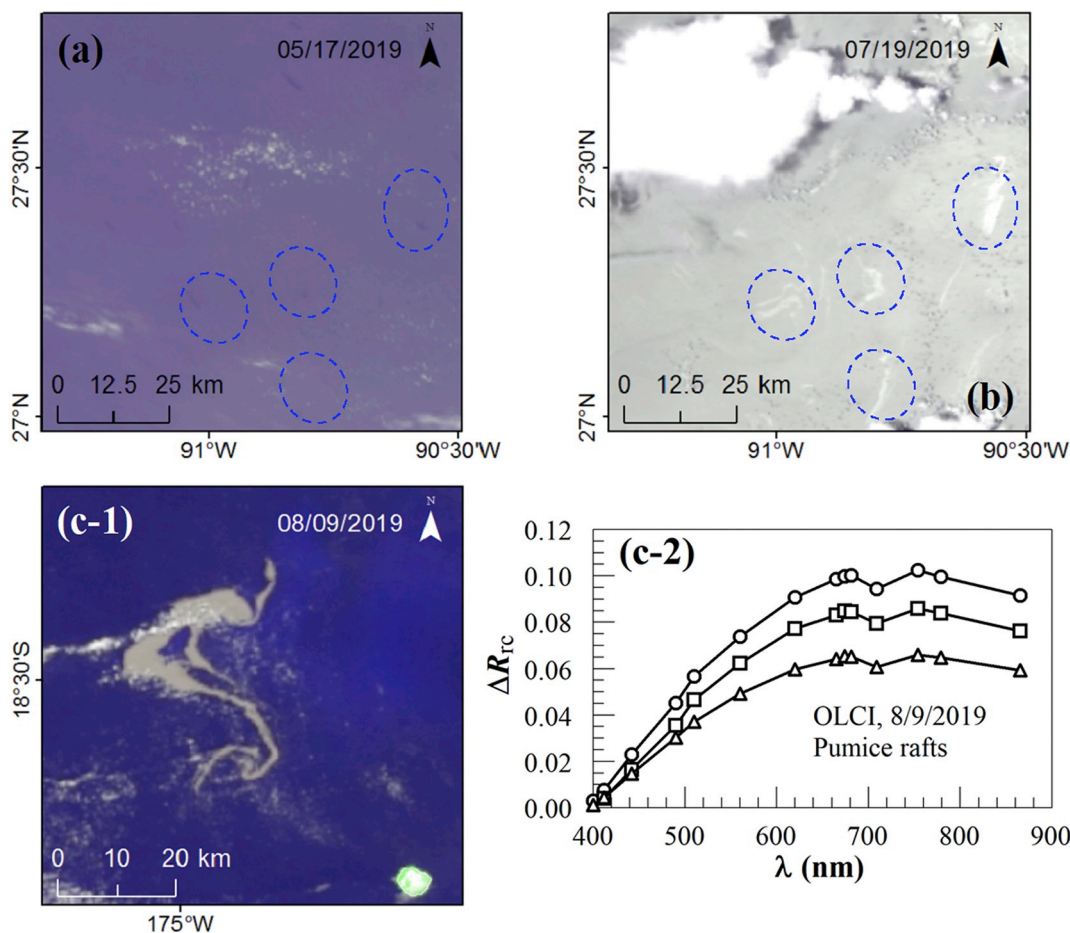 (a)
05/17/2019
N
27°30'N
27°N
0 12.5 25 km
91°W 90°30'W
07/19/2019
N
27°30'N
27°N
0 12.5 25 km
(b)
91°W 90°30'W
(c-1)
08/09/2019
N
18°30'S
0 10 20 km
175°W
(c-2)
ΔRrc
0.12
0.10
0.08
0.06
0.04
0.02
0.00
OLCI, 8/9/2019
Pumice rafts
400 500 600 700 800 900
λ (nm)